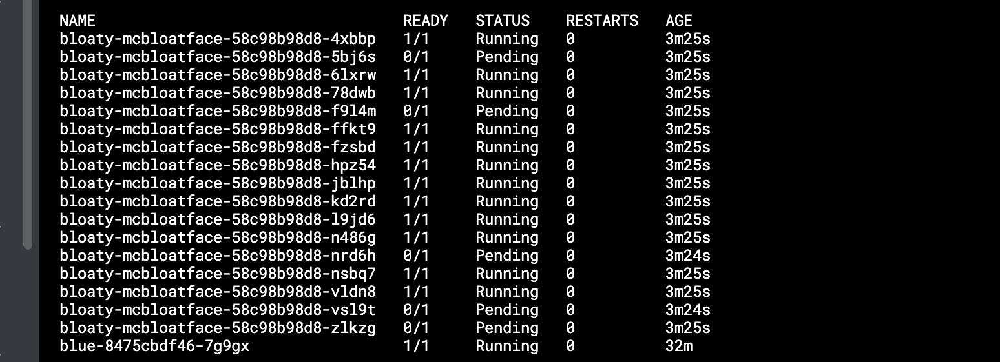 NAME READY STATUS RESTARTS AGE
bloaty-mcbloatface-58c98b98d8-4xbbp 1/1 Running 0 3m25s
bloaty-mcbloatface-58c98b98d8-5bj6s 0/1 Pending 0 3m25s
bloaty-mcbloatface-58c98b98d8-6lxrw 1/1 Running 0 3m25s
bloaty-mcbloatface-58c98b98d8-78dwb 1/1 Running 0 3m25s
bloaty-mcbloatface-58c98b98d8-f9l4m 0/1 Pending 0 3m25s
bloaty-mcbloatface-58c98b98d8-ffkt9 1/1 Running 0 3m25s
bloaty-mcbloatface-58c98b98d8-fzsbd 1/1 Running 0 3m25s
bloaty-mcbloatface-58c98b98d8-hpz54 1/1 Running 0 3m25s
bloaty-mcbloatface-58c98b98d8-jblhp 1/1 Running 0 3m25s
bloaty-mcbloatface-58c98b98d8-kd2rd 1/1 Running 0 3m25s
bloaty-mcbloatface-58c98b98d8-l9jd6 1/1 Running 0 3m25s
bloaty-mcbloatface-58c98b98d8-n486g 1/1 Running 0 3m25s
bloaty-mcbloatface-58c98b98d8-nrd6h 0/1 Pending 0 3m24s
bloaty-mcbloatface-58c98b98d8-nsbq7 1/1 Running 0 3m25s
bloaty-mcbloatface-58c98b98d8-vldn8 1/1 Running 0 3m25s
bloaty-mcbloatface-58c98b98d8-vsl9t 0/1 Pending 0 3m24s
bloaty-mcbloatface-58c98b98d8-zlkzg 0/1 Pending 0 3m25s
blue-8475cbdf46-7g9gx 1/1 Running 0 32m